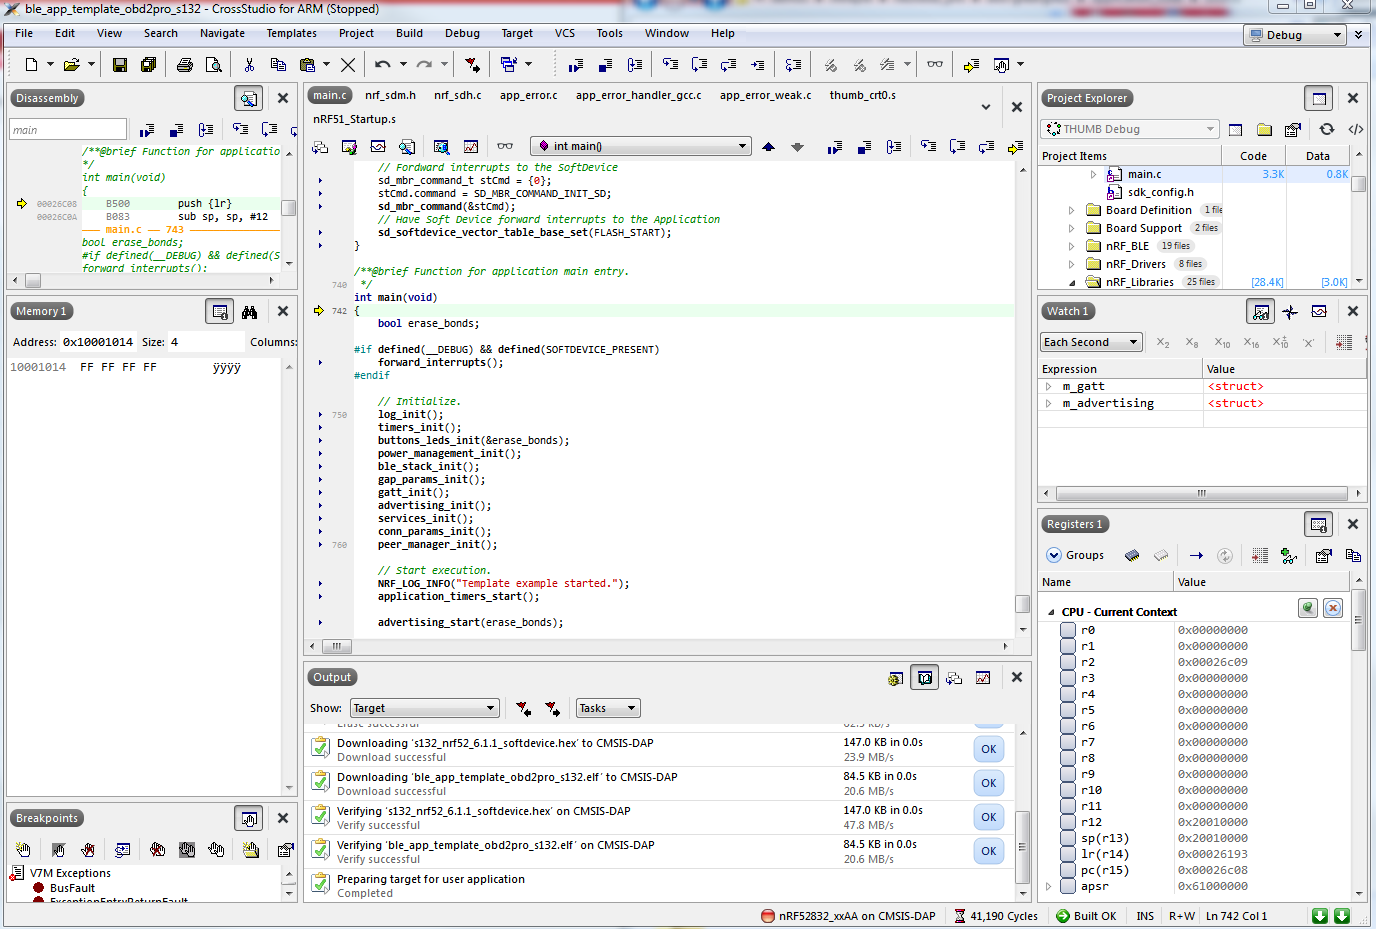 ble_app_template_obd2pro_s132 - CrossStudio for ARM (Stopped)
File Edit View Search Navigate Templates Project Build Debug Target VCS Tools Window Help
Debug
Disassembly
main
/**@brief Function for applicatio
*/
int main(void)
{
00026C08 B500 push {lr}
00026C0A B083 sub sp, sp, #12
main.c — 743
bool erase_bonds;
#if defined(__DEBUG) && defined(S
forward_interrupts();
Memory 1
Address: 0x10001014 Size: 4 Columns:
10001014 FF FF FF FF ÿÿÿÿ
Breakpoints
V7M Exceptions
BusFault
ExceptionEntryReturnFault
main.c nrf_sdm.h nrf_sdh.c app_error.c app_error_handler_gcc.c app_error_weak.c thumb_crt0.s
nRF51_Startup.s
int main()
// Fordward interrupts to the SoftDevice
sd_mbr_command_t stCmd = {0};
stCmd.command = SD_MBR_COMMAND_INIT_SD;
sd_mbr_command(&stCmd);
// Have Soft Device forward interrupts to the Application
sd_softdevice_vector_table_base_set(FLASH_START);
}
/**@brief Function for application main entry.
740 */
int main(void)
742 {
bool erase_bonds;
#if defined(__DEBUG) && defined(SOFTDEVICE_PRESENT)
forward_interrupts();
#endif
// Initialize.
750 log_init();
timers_init();
buttons_leds_init(&erase_bonds);
power_management_init();
ble_stack_init();
gap_params_init();
gatt_init();
advertising_init();
services_init();
conn_params_init();
760 peer_manager_init();
// Start execution.
NRF_LOG_INFO("Template example started.");
application_timers_start();
advertising_start(erase_bonds);
Output
Show: Target Tasks
Erase successful 62.5 KB/s
Downloading 's132_nrf52_6.1.1_softdevice.hex' to CMSIS-DAP 147.0 KB in 0.0s OK
Download successful 23.9 MB/s
Downloading 'ble_app_template_obd2pro_s132.elf' to CMSIS-DAP 84.5 KB in 0.0s OK
Download successful 20.6 MB/s
Verifying 's132_nrf52_6.1.1_softdevice.hex' on CMSIS-DAP 147.0 KB in 0.0s OK
Verify successful 47.8 MB/s
Verifying 'ble_app_template_obd2pro_s132.elf' on CMSIS-DAP 84.5 KB in 0.0s OK
Verify successful 20.6 MB/s
Preparing target for user application
Completed
Project Explorer
THUMB Debug
Project Items Code Data
main.c 3.3K 0.8K
sdk_config.h
Board Definition 1 file
Board Support 2 files
nRF_BLE 19 files
nRF_Drivers 8 files
nRF_Libraries 25 files [28.4K] [3.0K]
Watch 1
Each Second X2 X8 X10 X16 X±10 'X'
Expression Value
m_gatt <struct>
m_advertising <struct>
Registers 1
Groups
Name Value
CPU - Current Context
r0 0x00000000
r1 0x00000000
r2 0x00026c09
r3 0x00000000
r4 0x00000000
r5 0x00000000
r6 0x00000000
r7 0x00000000
r8 0x00000000
r9 0x00000000
r10 0x00000000
r11 0x00000000
r12 0x20010000
sp(r13) 0x20010000
lr(r14) 0x00026193
pc(r15) 0x00026c08
apsr 0x61000000
nRF52832_xxAA on CMSIS-DAP 41,190 Cycles Built OK INS R+W Ln 742 Col 1